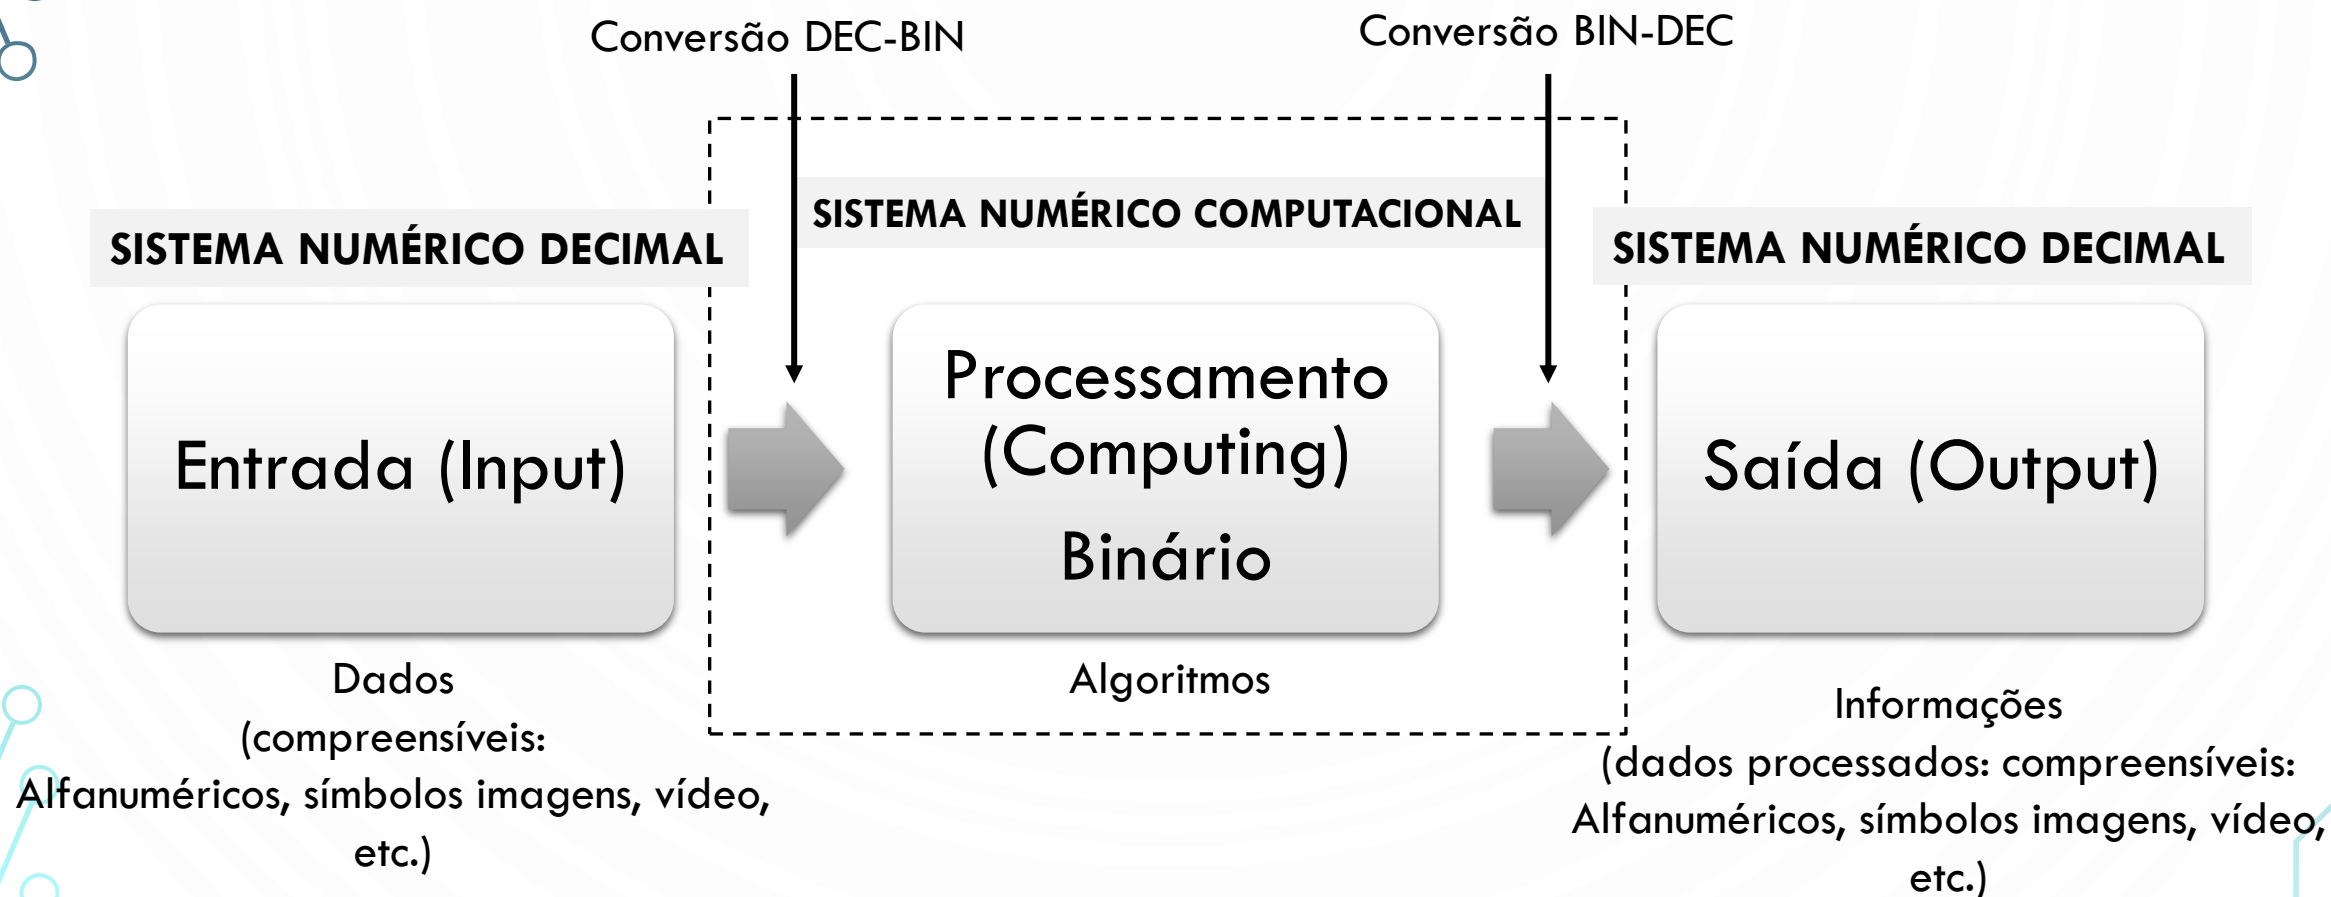 Conversão DEC-BIN
Conversão BIN-DEC
SISTEMA NUMÉRICO DECIMAL
SISTEMA NUMÉRICO COMPUTACIONAL
SISTEMA NUMÉRICO DECIMAL
Entrada (Input)
Processamento
(Computing)
Binário
Saída (Output)
Dados
(compreensíveis:
Alfanuméricos, símbolos imagens, vídeo,
etc.)
Algoritmos
Informações
(dados processados: compreensíveis:
Alfanuméricos, símbolos imagens, vídeo,
etc.)